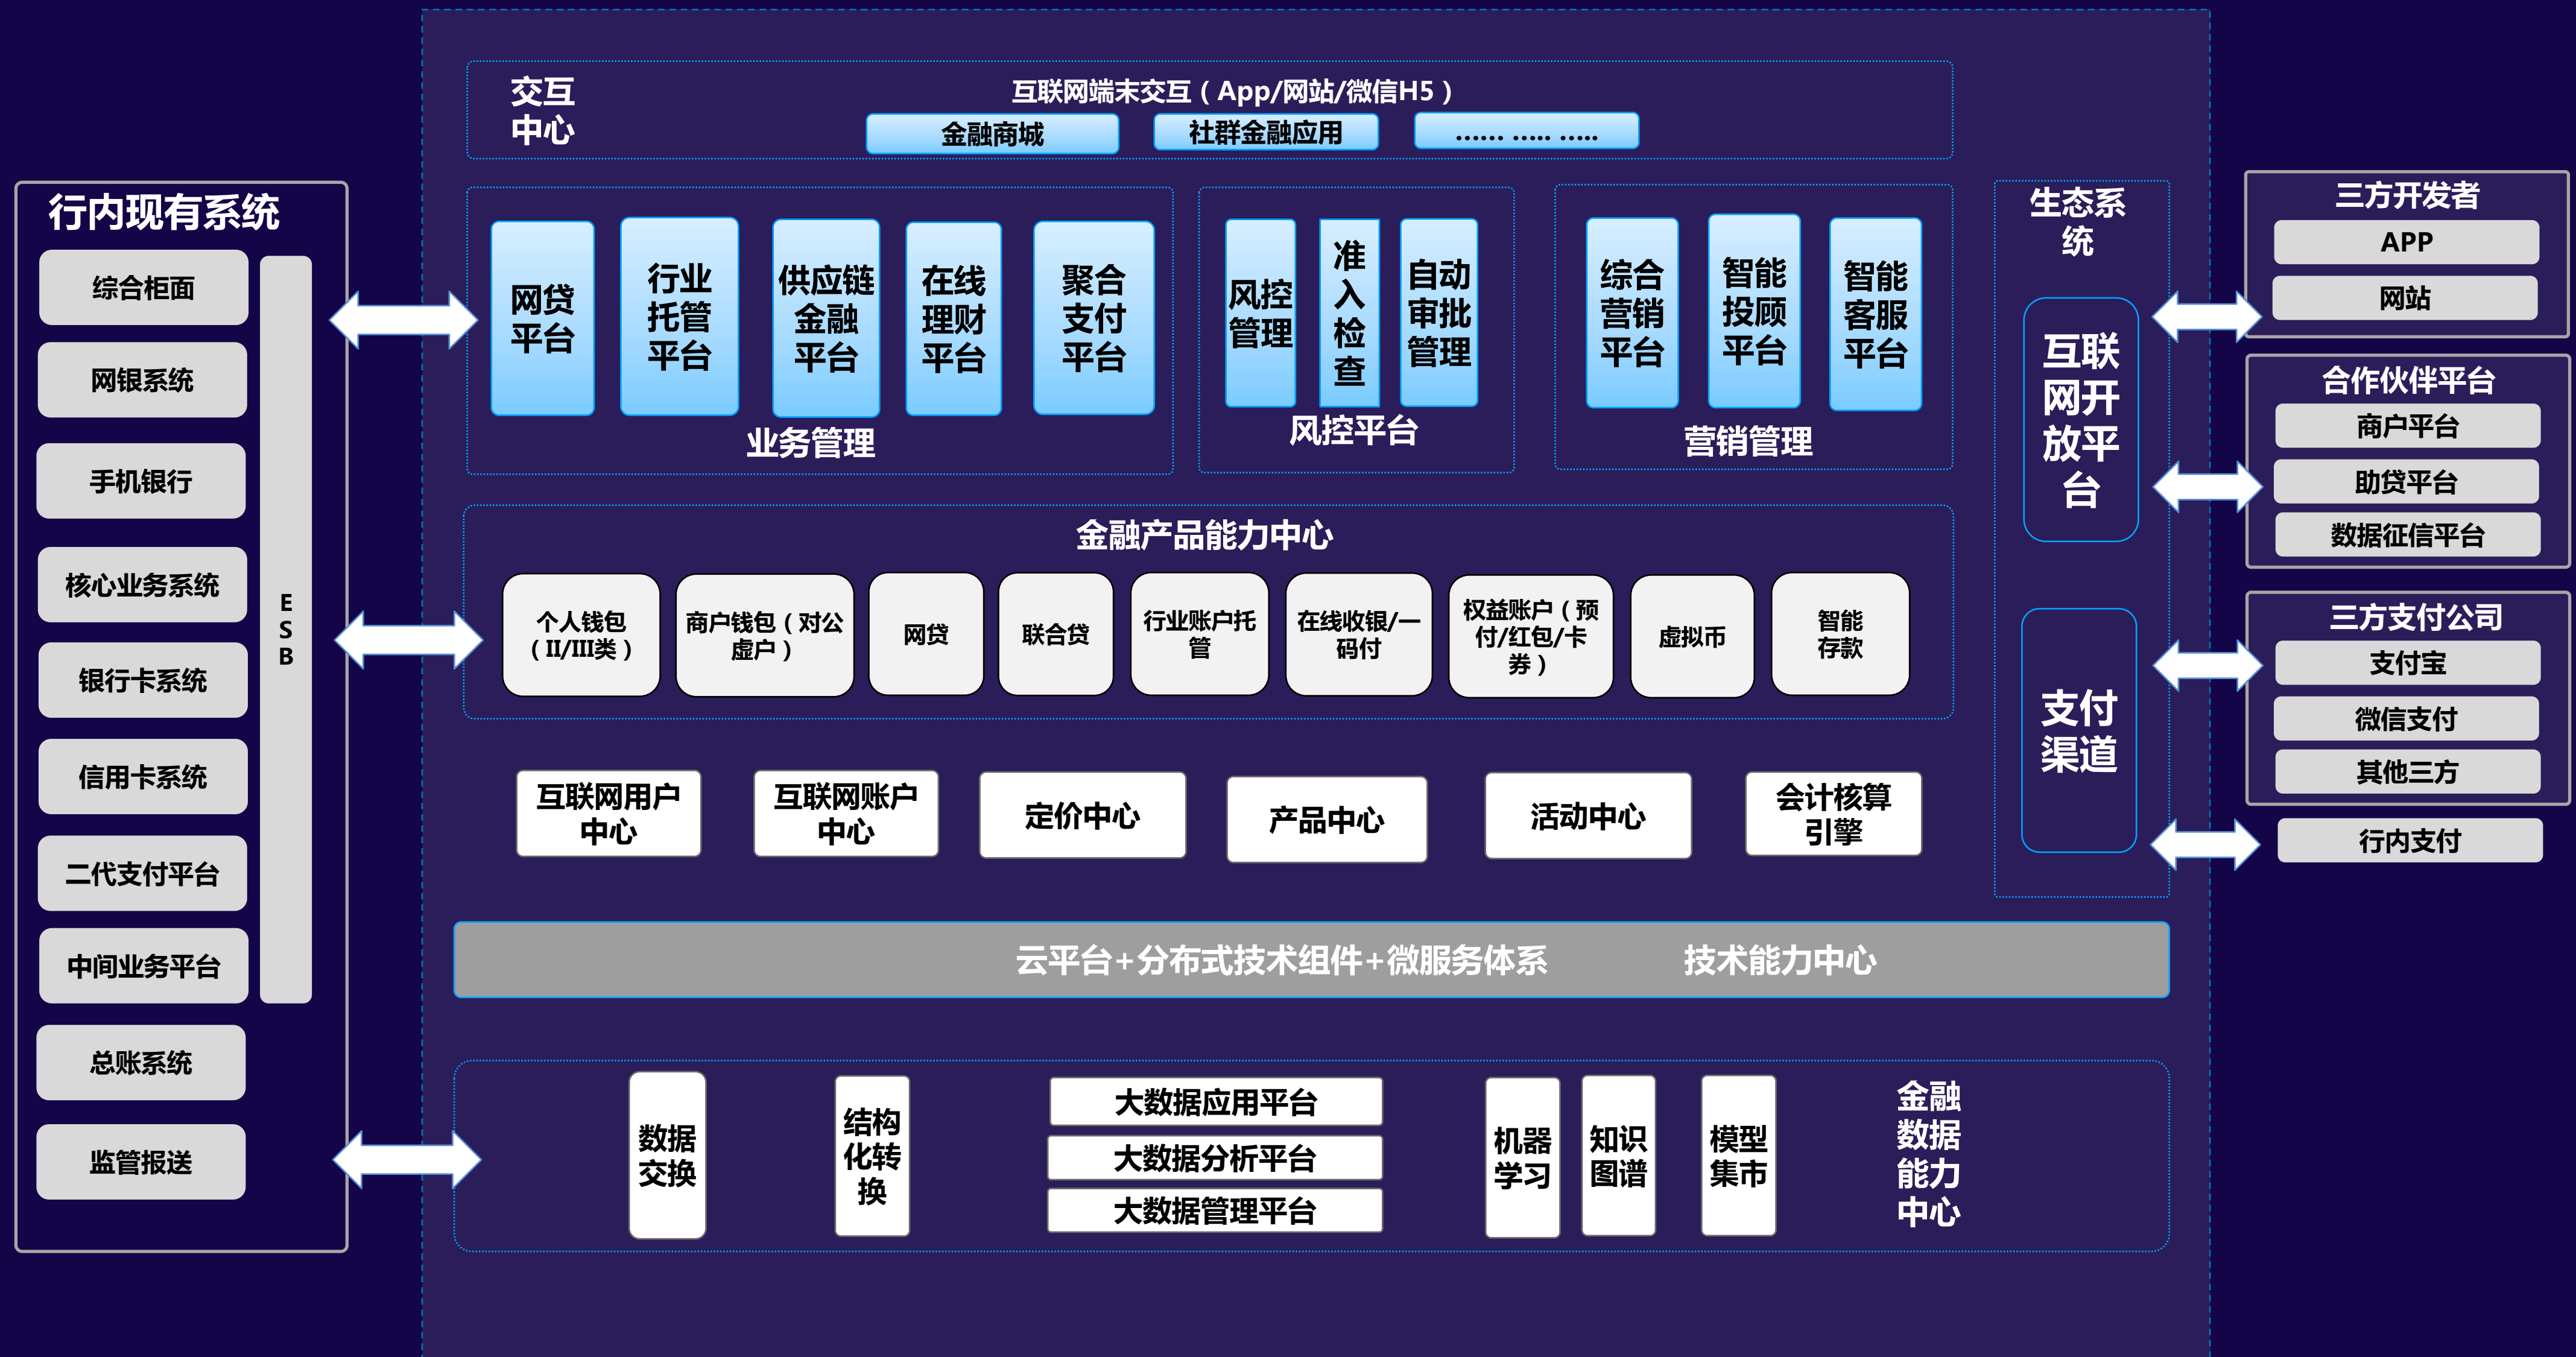 交互
中心
互联网端末交互（App/网站/微信H5）
金融商城
社群金融应用
...... ..... .....
行内现有系统
综合柜面
网银系统
手机银行
核心业务系统
银行卡系统
信用卡系统
二代支付平台
中间业务平台
总账系统
监管报送
E
S
B
网贷
平台
行业
托管
平台
供应链
金融
平台
在线
理财
平台
聚合
支付
平台
业务管理
风控
管理
准
入
检
查
自动
审批
管理
风控平台
综合
营销
平台
智能
投顾
平台
智能
客服
平台
营销管理
金融产品能力中心
个人钱包
（II/III类）
商户钱包（对公
虚户）
网贷
联合贷
行业账户托
管
在线收银/一
码付
权益账户（预
付/红包/卡
券）
虚拟币
智能
存款
互联网用户
中心
互联网账户
中心
定价中心
产品中心
活动中心
会计核算
引擎
云平台+分布式技术组件+微服务体系
技术能力中心
数据
交换
结构
化转
换
大数据应用平台
大数据分析平台
大数据管理平台
机器
学习
知识
图谱
模型
集市
金融
数据
能力
中心
生态系
统
互联
网开
放平
台
支付
渠道
三方开发者
APP
网站
合作伙伴平台
商户平台
助贷平台
数据征信平台
三方支付公司
支付宝
微信支付
其他三方
行内支付